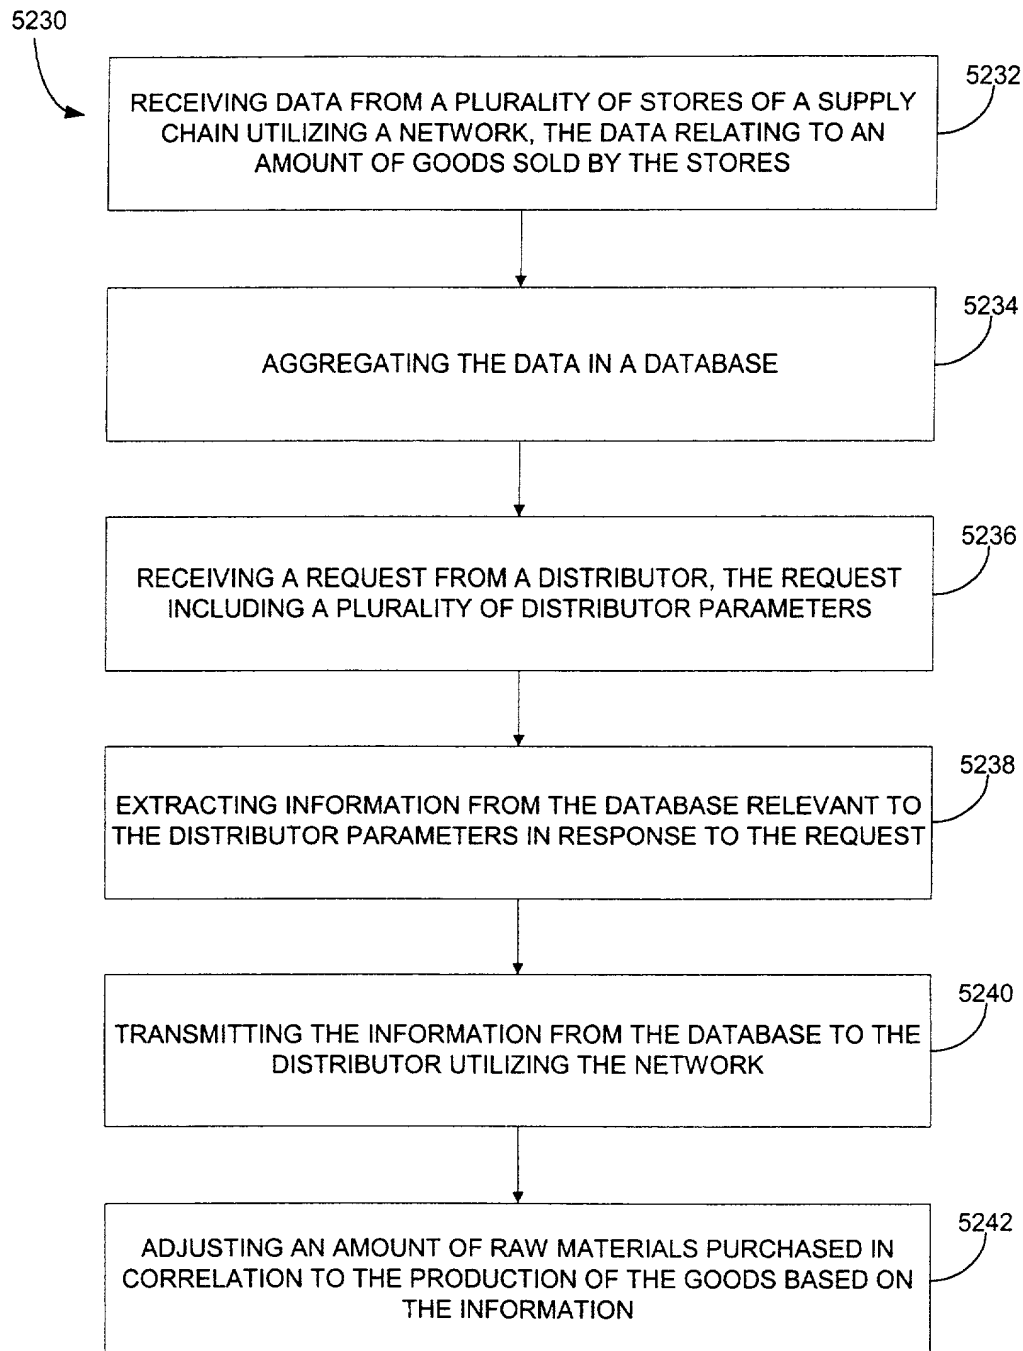 5230
5232
RECEIVING DATA FROM A PLURALITY OF STORES OF A SUPPLY
CHAIN UTILIZING A NETWORK, THE DATA RELATING TO AN
AMOUNT OF GOODS SOLD BY THE STORES
5234
AGGREGATING THE DATA IN A DATABASE
5236
RECEIVING A REQUEST FROM A DISTRIBUTOR, THE REQUEST
INCLUDING A PLURALITY OF DISTRIBUTOR PARAMETERS
5238
EXTRACTING INFORMATION FROM THE DATABASE RELEVANT TO
THE DISTRIBUTOR PARAMETERS IN RESPONSE TO THE REQUEST
5240
TRANSMITTING THE INFORMATION FROM THE DATABASE TO THE
DISTRIBUTOR UTILIZING THE NETWORK
5242
ADJUSTING AN AMOUNT OF RAW MATERIALS PURCHASED IN
CORRELATION TO THE PRODUCTION OF THE GOODS BASED ON
THE INFORMATION